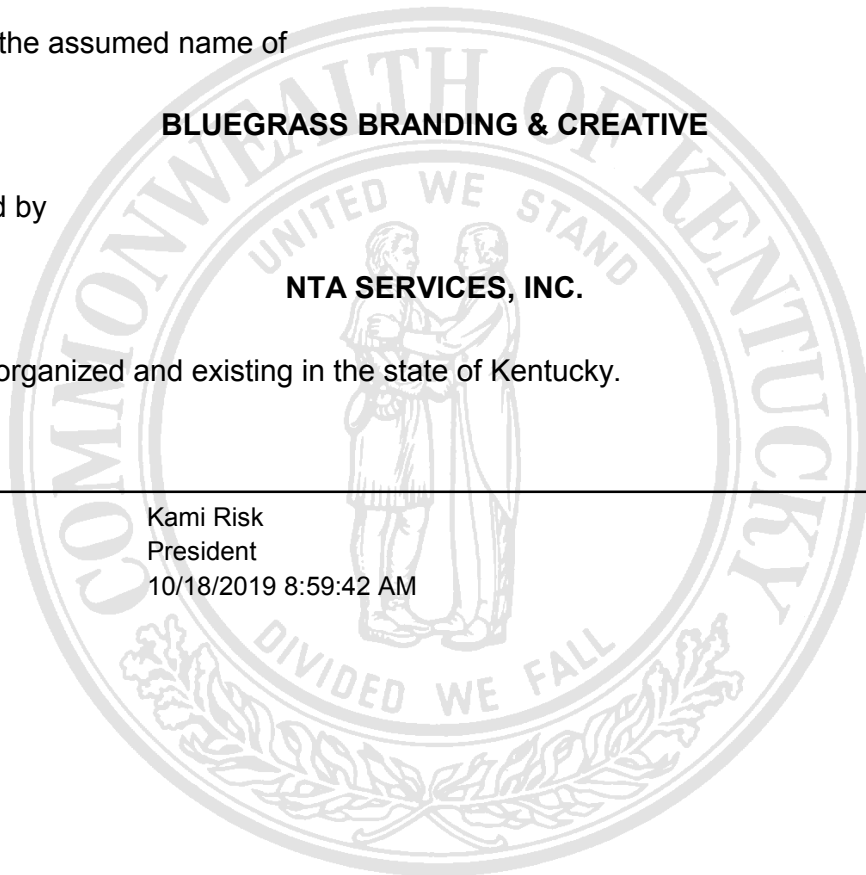 the assumed name of
BLUEGRASS BRANDING & CREATIVE
d by
NTA SERVICES, INC.
organized and existing in the state of Kentucky.
Kami Risk
President
10/18/2019 8:59:42 AM
COMMONWEALTH OF KENTUCKY
UNITED WE STAND
DIVIDED WE FALL